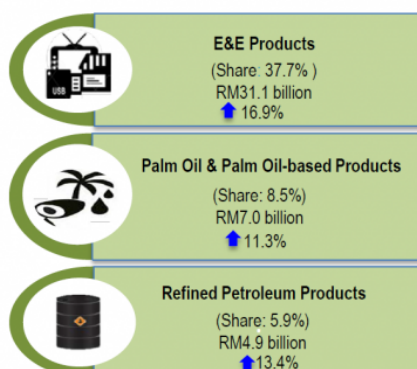 E&E Products
(Share: 37.7% )
RM31.1 billion
16.9%
USB
Palm Oil & Palm Oil-based Products
(Share: 8.5%)
RM7.0 billion
11.3%
Refined Petroleum Products
(Share: 5.9%)
RM4.9 billion
13.4%